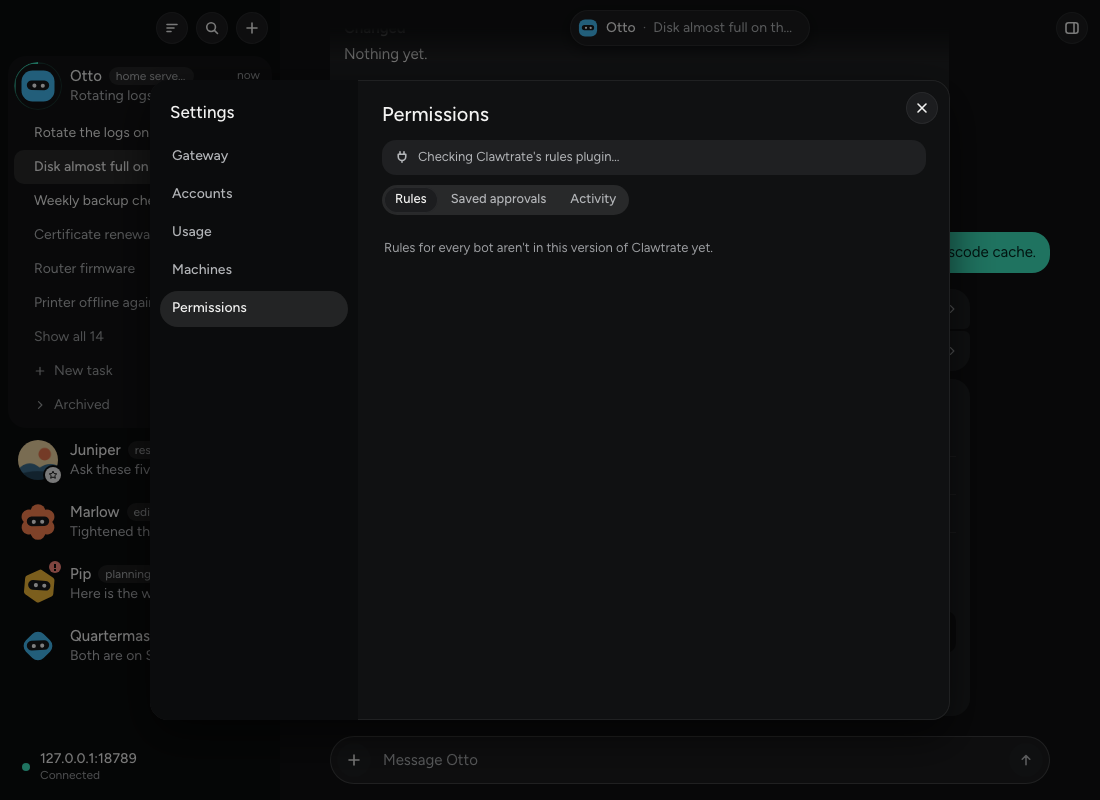 Otto · Disk almost full on th...
Nothing yet.
Otto home serve... now
Rotating logs
Rotate the logs on
Disk almost full on
Weekly backup che
Certificate renewa
Router firmware
Printer offline agai
Show all 14
New task
Archived
Juniper res
Ask these fiv
Marlow edi
Tightened th
Pip planning
Here is the w
Quartermas
Both are on S
127.0.0.1:18789
Connected
Settings
Gateway
Accounts
Usage
Machines
Permissions
Permissions
Checking Clawtrate's rules plugin...
Rules Saved approvals Activity
Rules for every bot aren't in this version of Clawtrate yet.
scode cache.
Message Otto